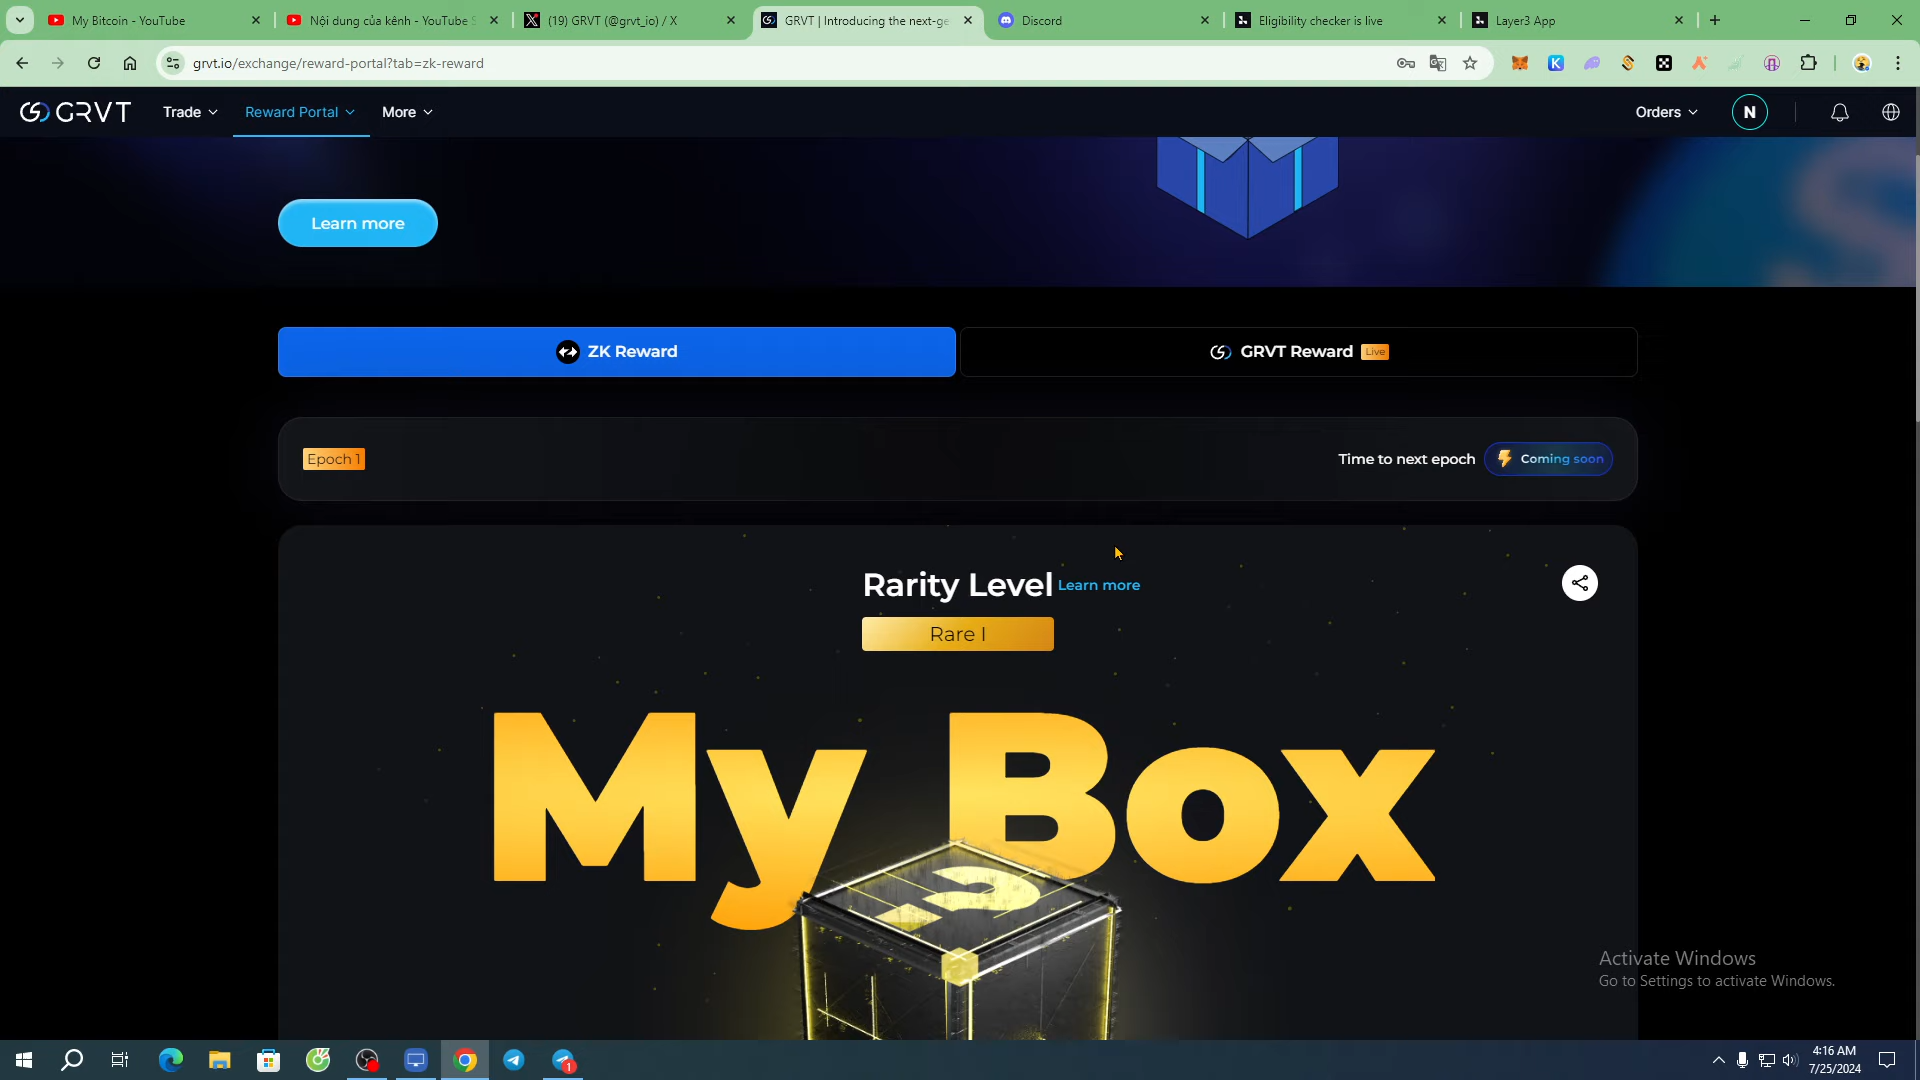 My Bitcoin - YouTube
Nội dung của kênh - YouTube S
(19) GRVT (@grvt_io) / X
GRVT | Introducing the next-ge
Discord
Eligibility checker is live
Layer3 App
grvt.io/exchange/reward-portal?tab=zk-reward
GRVT
Trade
Reward Portal
More
Orders
N
Learn more
ZK Reward
GRVT Reward
Live
Epoch 1
Time to next epoch
Coming soon
Rarity Level
Learn more
Rare I
My Box
Activate Windows
Go to Settings to activate Windows.
1
4:16 AM
7/25/2024